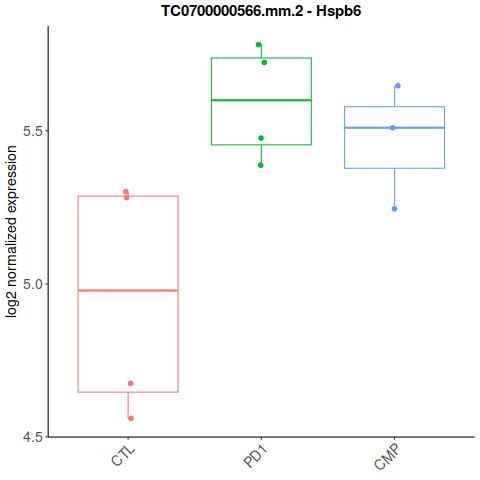 TC0700000566.mm.2 - Hspb6
log2 normalized expression
5.5
5.0
4.5
CTL
PD1
CMP